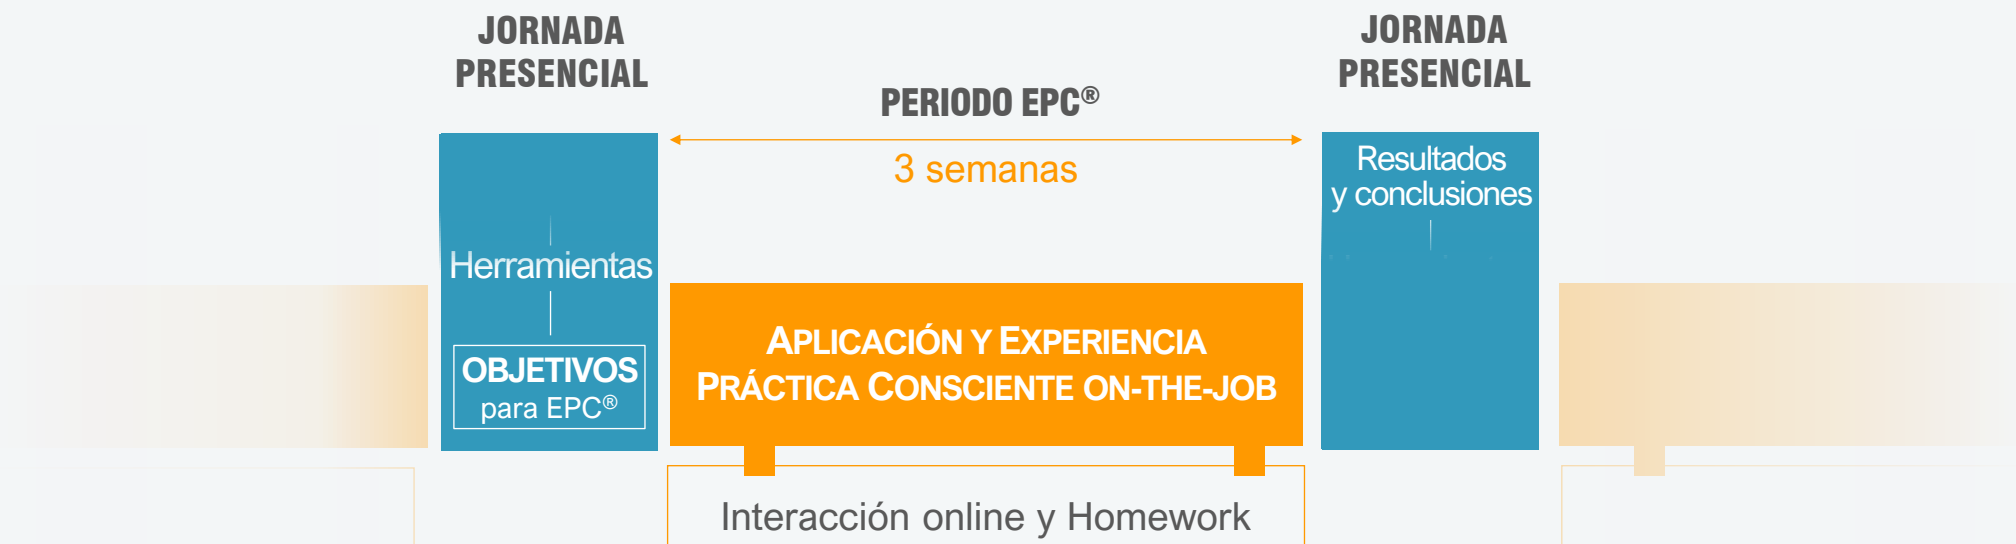 JORNADA
PRESENCIAL
Herramientas
OBJETIVOS
para EPC®
PERIODO EPC®
3 semanas
APLICACIÓN Y EXPERIENCIA
PRÁCTICA CONSCIENTE ON-THE-JOB
Interacción online y Homework
JORNADA
PRESENCIAL
Resultados
y conclusiones